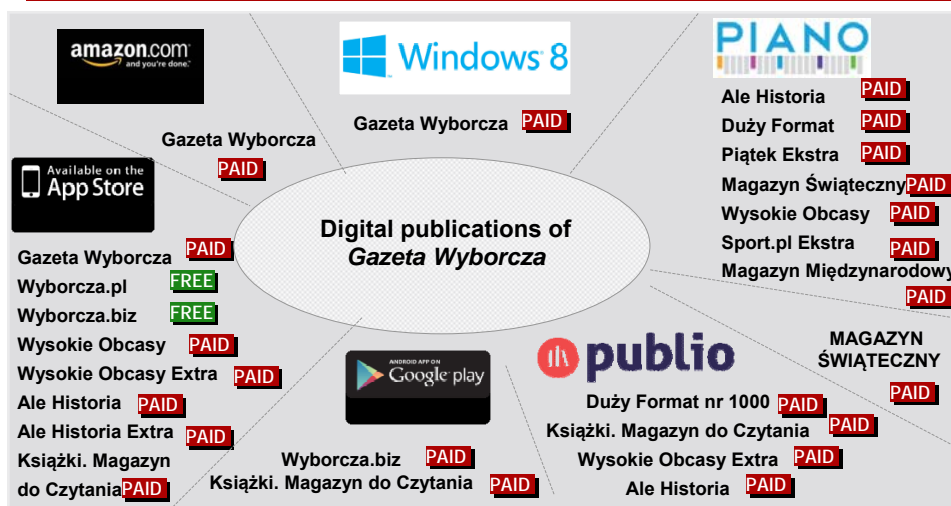 amazon.com
and you're done.
Gazeta Wyborcza
PAID
Windows 8
Gazeta Wyborcza PAID
PIANO
Ale Historia PAID
Duży Format PAID
Piątek Ekstra PAID
Magazyn Świąteczny PAID
Wysokie Obcasy PAID
Sport.pl Ekstra PAID
Magazyn Międzynarodowy
PAID
Available on the
App Store
Gazeta Wyborcza PAID
Wyborcza.pl FREE
Wyborcza.biz FREE
Wysokie Obcasy PAID
Wysokie Obcasy Extra PAID
Ale Historia PAID
Ale Historia Extra PAID
Książki. Magazyn
do Czytania PAID
Digital publications of
Gazeta Wyborcza
ANDROID APP ON
Google play
Wyborcza.biz PAID
Książki. Magazyn do Czytania PAID
publio
Duży Format nr 1000 PAID
Książki. Magazyn do Czytania PAID
Wysokie Obcasy Extra PAID
Ale Historia PAID
MAGAZYN
ŚWIĄTECZNY
PAID